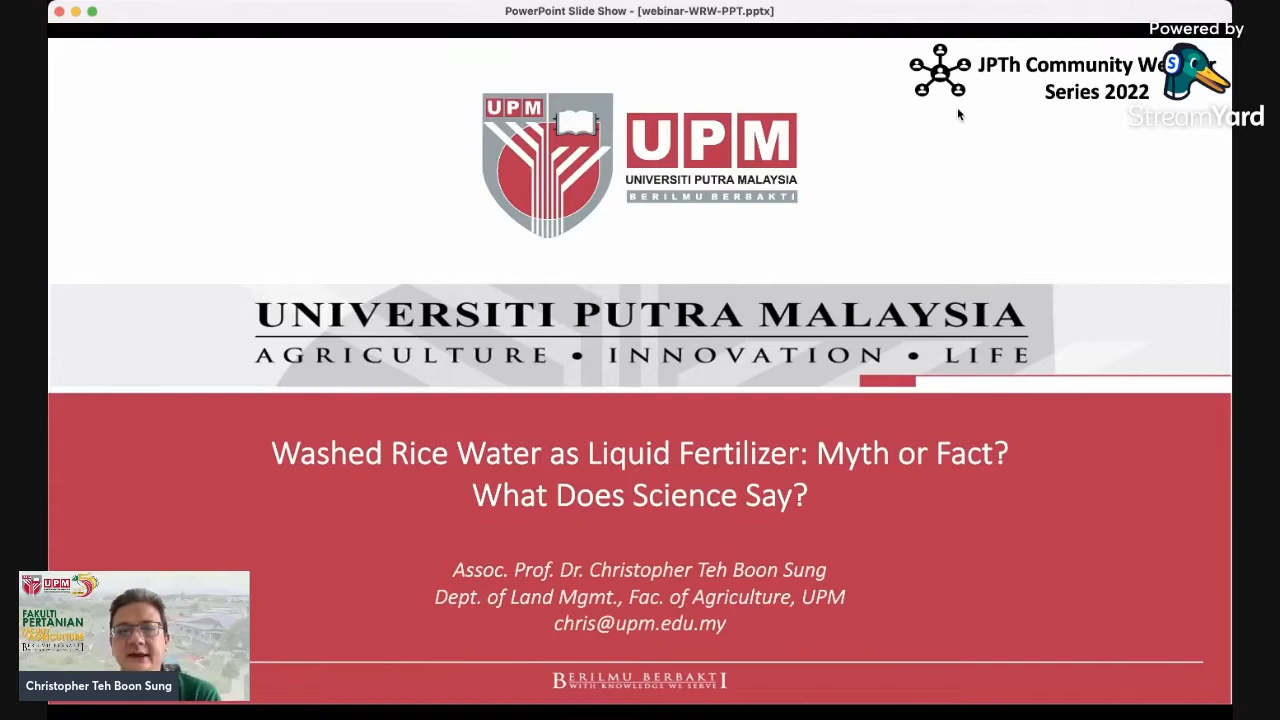 PowerPoint Slide Show - [webinar-WRW-PPT.pptx]
Powered by
StreamYard
JPTh Community
Series 2022
UPM
UPM
UNIVERSITI PUTRA MALAYSIA
BERILMU BERBAKTI
UNIVERSITI PUTRA MALAYSIA
AGRICULTURE • INNOVATION • LIFE
Washed Rice Water as Liquid Fertilizer: Myth or Fact?
What Does Science Say?
Assoc. Prof. Dr. Christopher Teh Boon Sung
Dept. of Land Mgmt., Fac. of Agriculture, UPM
chris@upm.edu.my
UPM
FAKULTI
PERTANIAN
BERILMU BERBAKTI
Christopher Teh Boon Sung
BERILMU BERBAKTI
WITH KNOWLEDGE WE SERVE